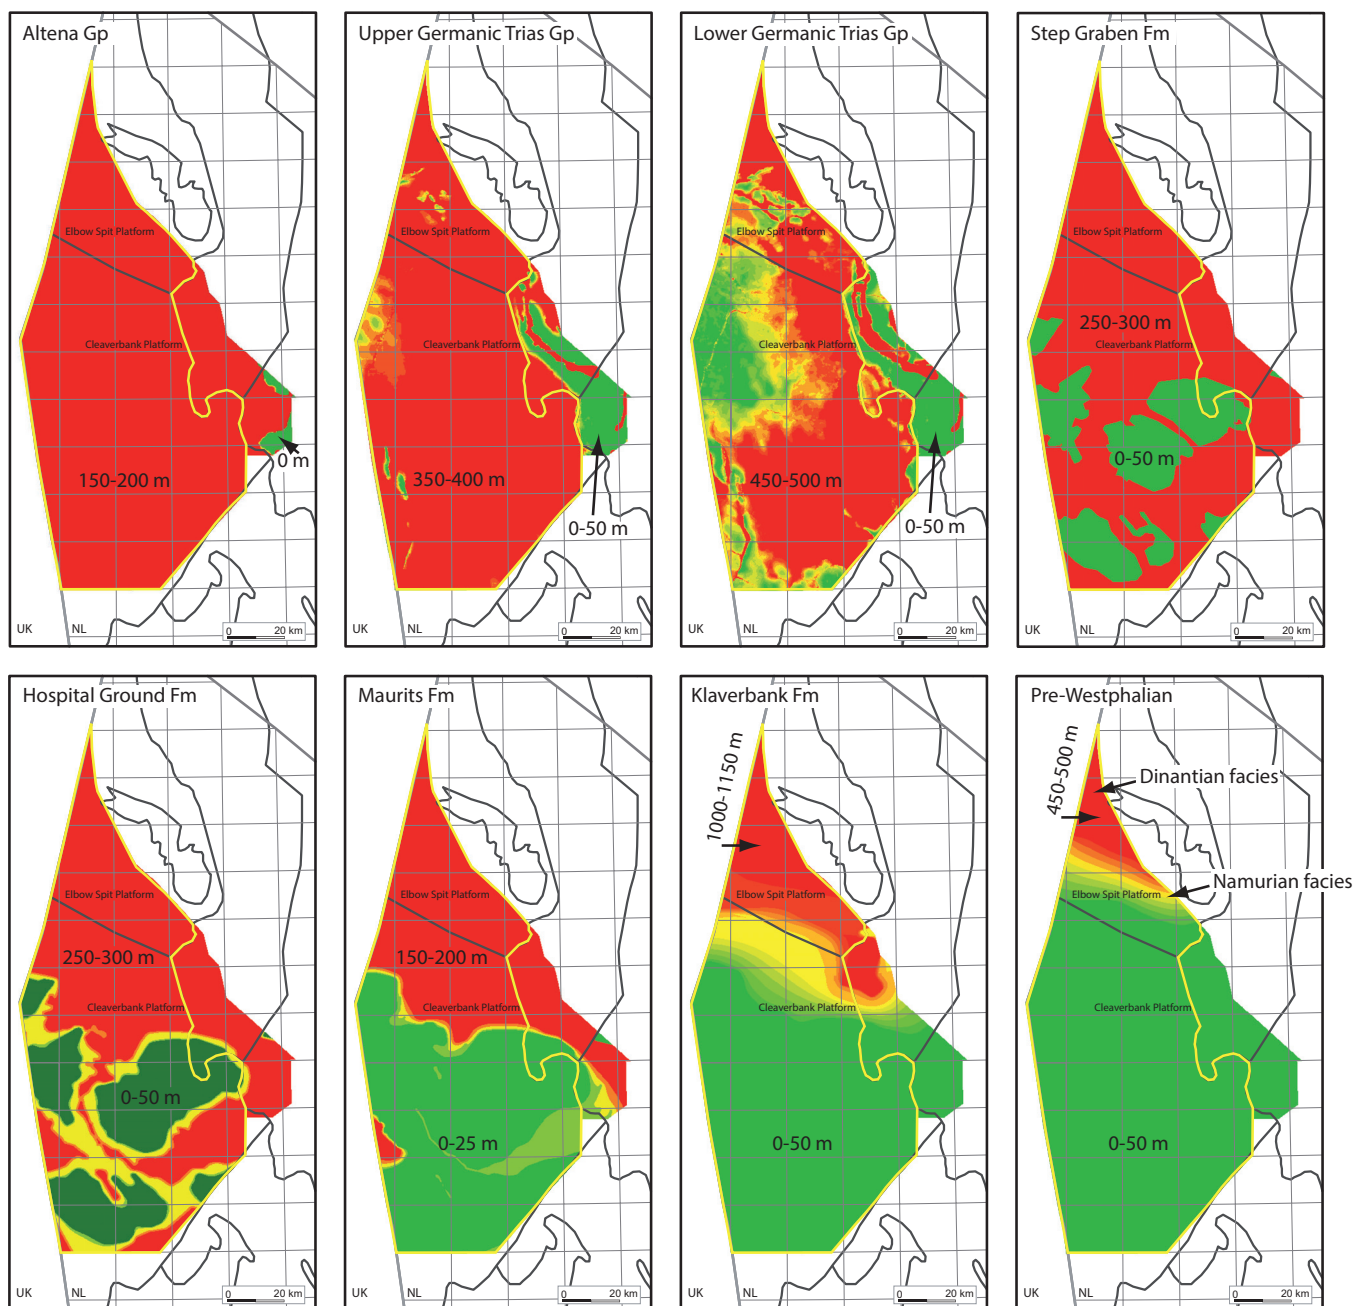 Altena Gp
Elbow Spit Platform
Cleaverbank Platform
0 m
150-200 m
UK
NL
0 20 km
Upper Germanic Trias Gp
Elbow Spit Platform
Cleaverbank Platform
350-400 m
0-50 m
UK
NL
0 20 km
Lower Germanic Trias Gp
Elbow Spit Platform
Cleaverbank Platform
450-500 m
0-50 m
UK
NL
0 20 km
Step Graben Fm
Elbow Spit Platform
250-300 m
Cleaverbank Platform
0-50 m
UK
NL
0 20 km
Hospital Ground Fm
Elbow Spit Platform
250-300 m
Cleaverbank Platform
0-50 m
UK
NL
0 20 km
Maurits Fm
Elbow Spit Platform
150-200 m
Cleaverbank Platform
0-25 m
UK
NL
0 20 km
Klaverbank Fm
1000-1150 m
Elbow Spit Platform
Cleaverbank Platform
0-50 m
UK
NL
0 20 km
Pre-Westphalian
450-500 m
Dinantian facies
Namurian facies
Elbow Spit Platform
Cleaverbank Platform
0-50 m
UK
NL
0 20 km